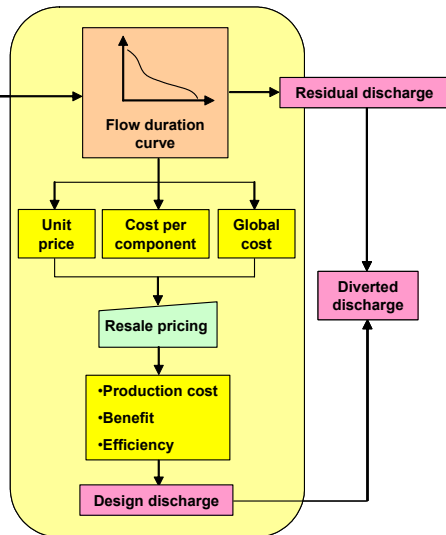 Residual discharge
Flow duration
curve
Unit
price
Cost per
component
Global
cost
Diverted
discharge
Resale pricing
•Production cost
•Benefit
•Efficiency
Design discharge